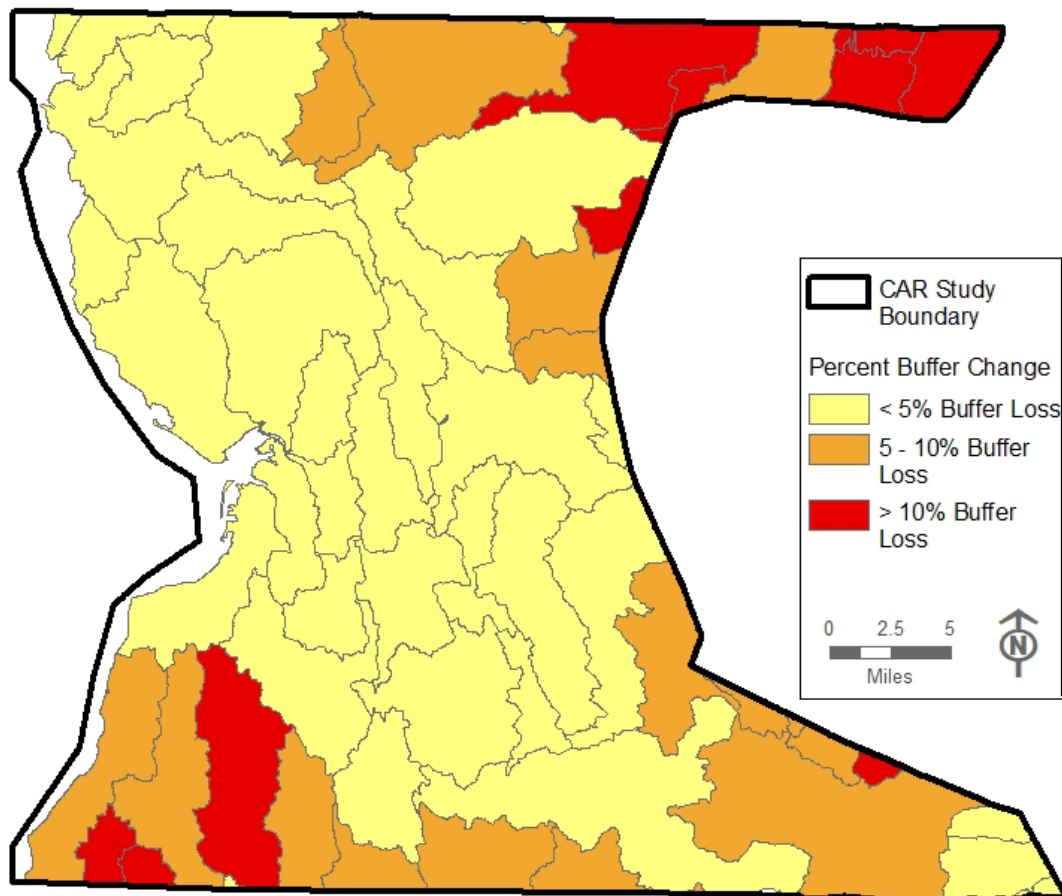 CAR Study
Boundary
Percent Buffer Change
< 5% Buffer Loss
5 - 10% Buffer
Loss
> 10% Buffer
Loss
0 2.5 5
Miles
N